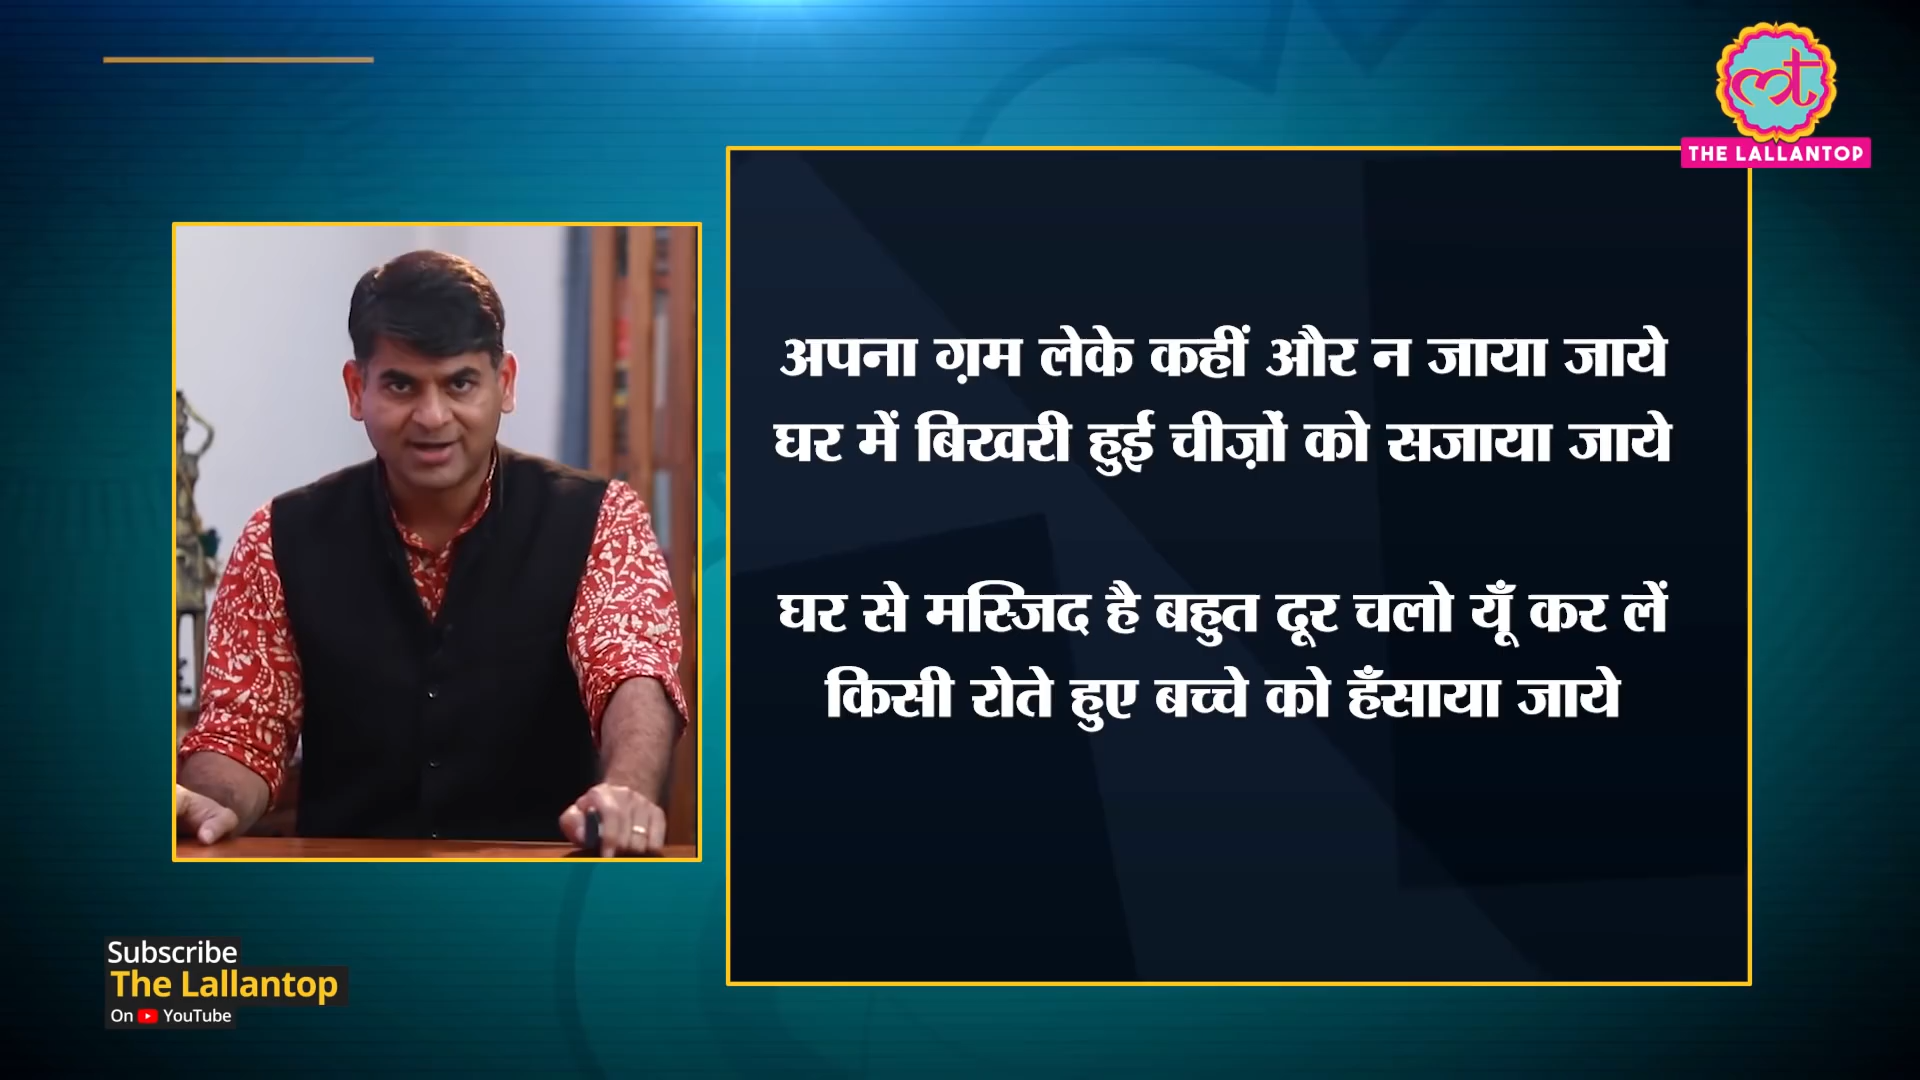 THE LALLANTOP
अपना ग़म लेके कहीं और न जाया जाये
घर में बिखरी हुई चीज़ों को सजाया जाये
घर से मस्जिद है बहुत दूर चलो यूँ कर लें
किसी रोते हुए बच्चे को हँसाया जाये
Subscribe
The Lallantop
On YouTube